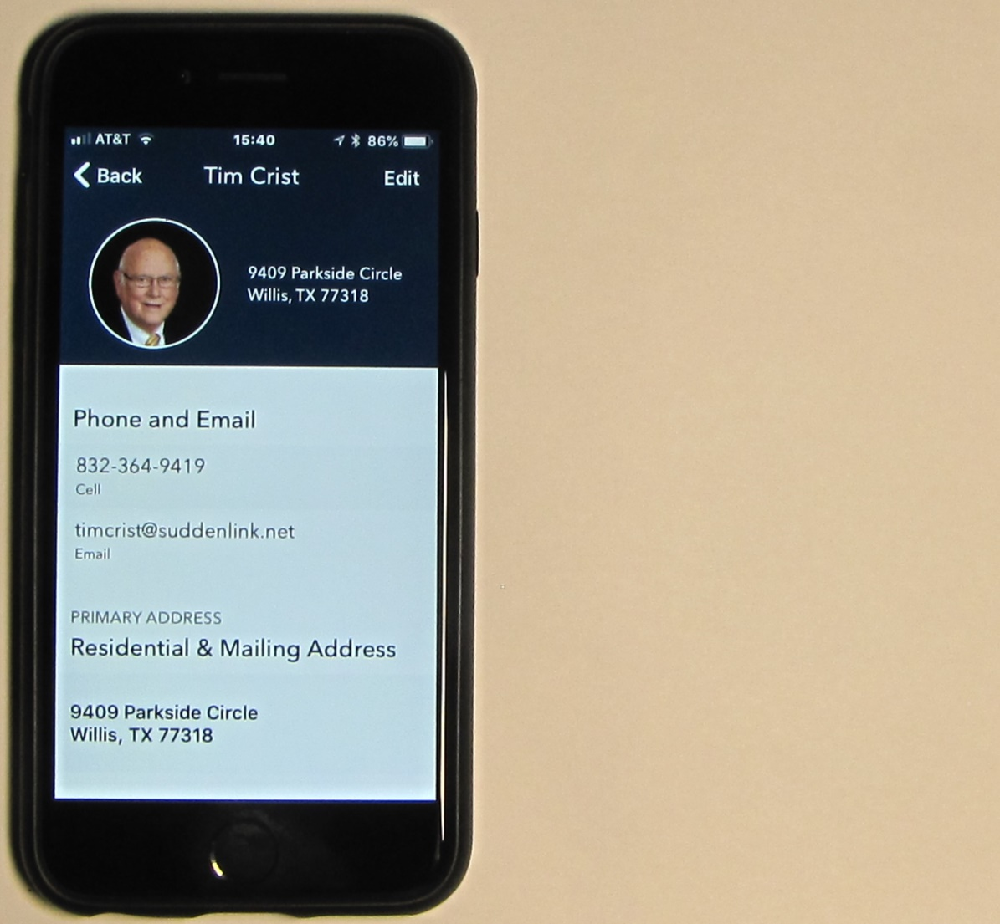 AT&T 15:40 86%
Back Tim Crist Edit
9409 Parkside Circle
Willis, TX 77318
Phone and Email
832-364-9419
Cell
timcrist@suddenlink.net
Email
PRIMARY ADDRESS
Residential & Mailing Address
9409 Parkside Circle
Willis, TX 77318